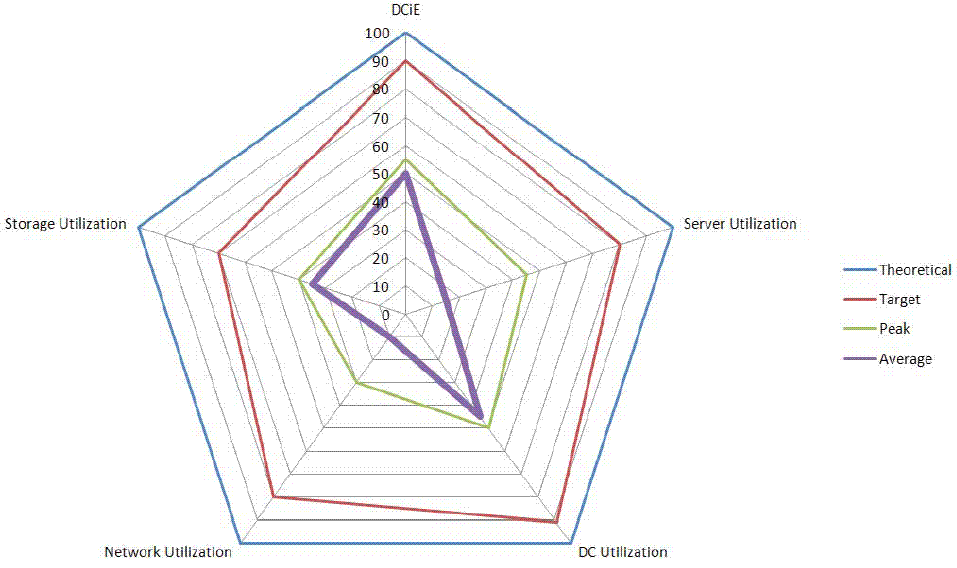 DCiE
100
90
80
70
60
50
40
30
20
10
0
Storage Utilization
Server Utilization
Network Utilization
DC Utilization
Theoretical
Target
Peak
Average